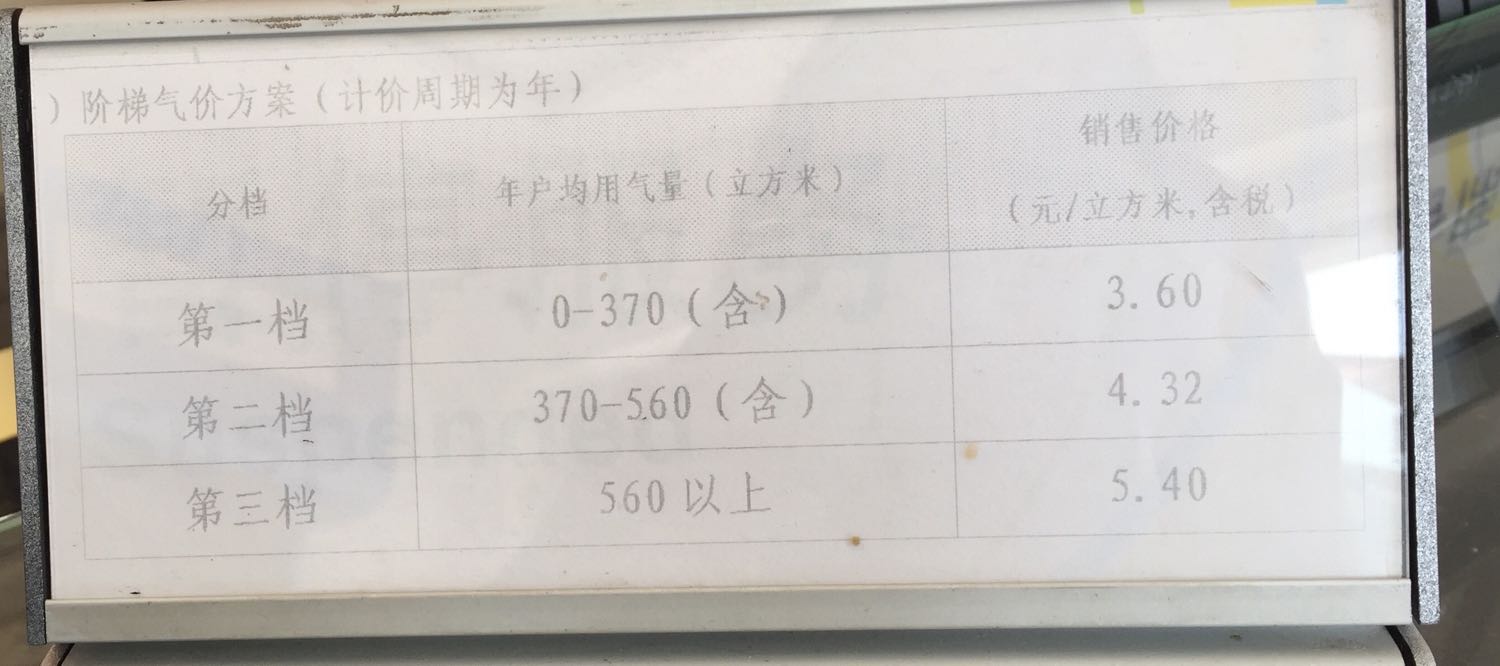 ）阶梯气价方案（计价周期为年）
分档 年户均用气量（立方米） 销售价格
（元/立方米,含税）
第一档 0-370（含） 3.60
第二档 370-560（含） 4.32
第三档 560以上 5.40